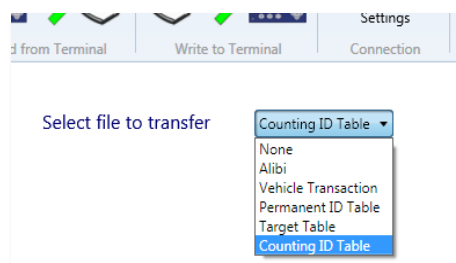 Settings
d from Terminal
Write to Terminal
Connection
Select file to transfer
Counting ID Table
None
Alibi
Vehicle Transaction
Permanent ID Table
Target Table
Counting ID Table